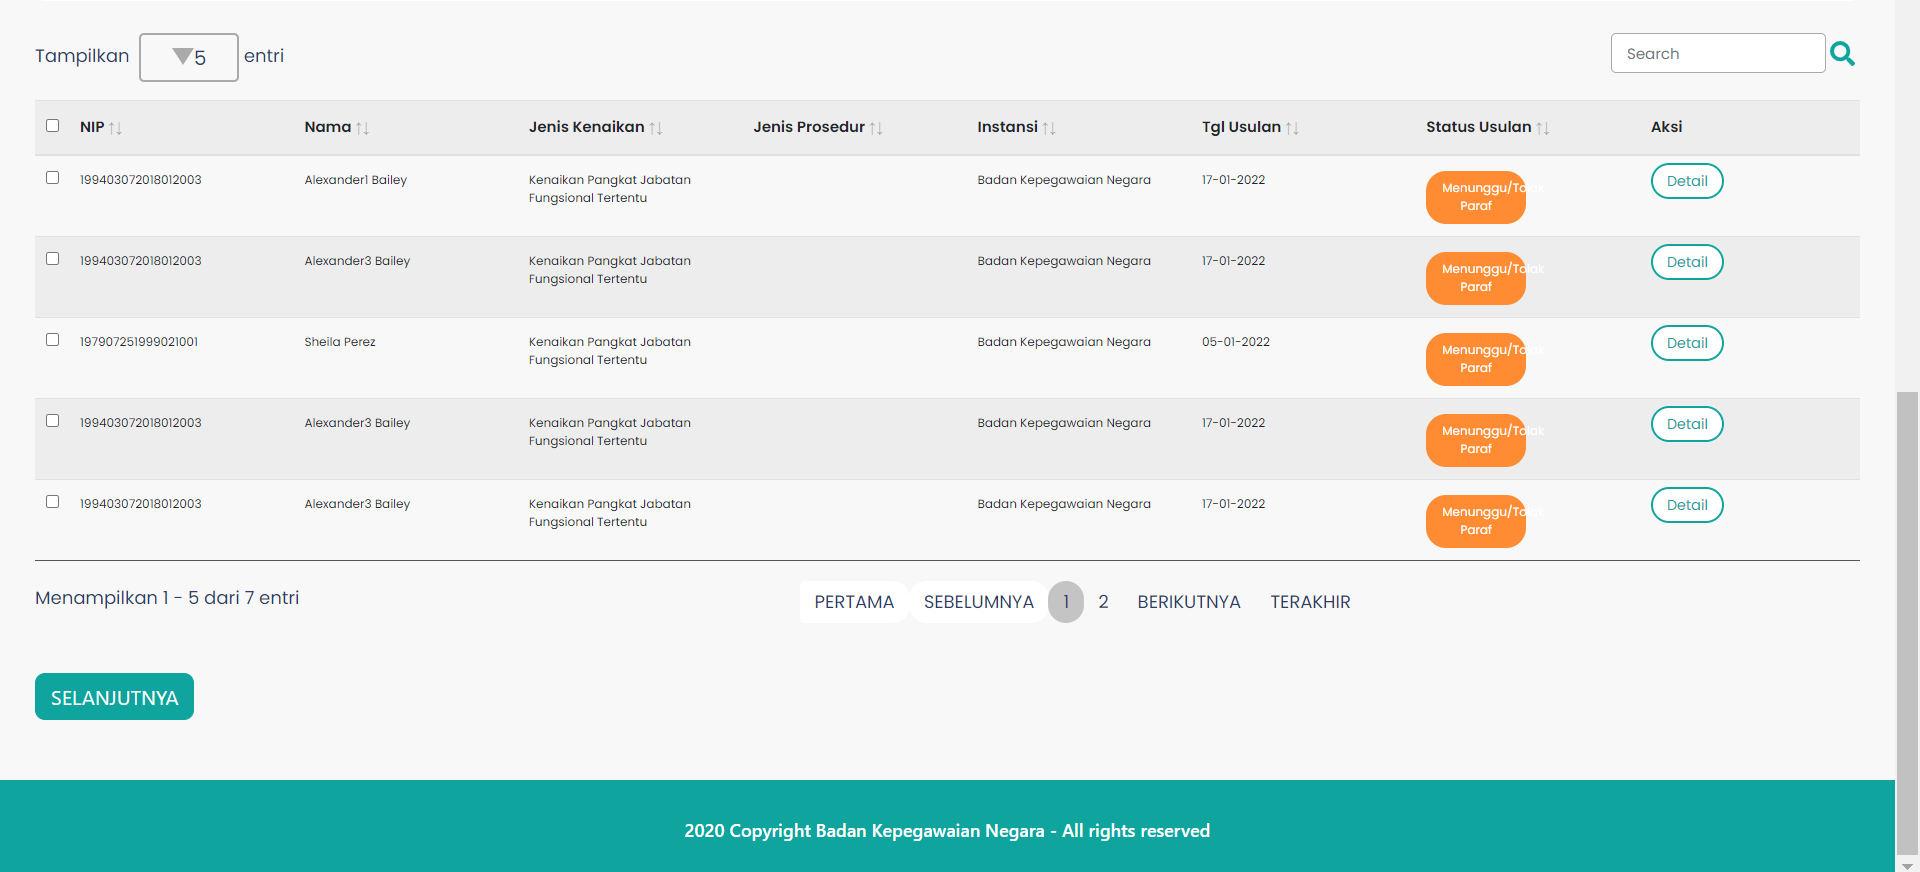 Tampilkan 5 entri Search
NIP Nama Jenis Kenaikan Jenis Prosedur Instansi Tgl Usulan Status Usulan Aksi
199403072018012003 Alexander1 Bailey Kenaikan Pangkat Jabatan Badan Kepegawaian Negara 17-01-2022 Menunggu/Tolak Detail
Fungsional Tertentu Paraf
199403072018012003 Alexander3 Bailey Kenaikan Pangkat Jabatan Badan Kepegawaian Negara 17-01-2022 Menunggu/Tolak Detail
Fungsional Tertentu Paraf
197907251999021001 Sheila Perez Kenaikan Pangkat Jabatan Badan Kepegawaian Negara 05-01-2022 Menunggu/Tolak Detail
Fungsional Tertentu Paraf
199403072018012003 Alexander3 Bailey Kenaikan Pangkat Jabatan Badan Kepegawaian Negara 17-01-2022 Menunggu/Tolak Detail
Fungsional Tertentu Paraf
199403072018012003 Alexander3 Bailey Kenaikan Pangkat Jabatan Badan Kepegawaian Negara 17-01-2022 Menunggu/Tolak Detail
Fungsional Tertentu Paraf
Menampilkan 1 - 5 dari 7 entri PERTAMA SEBELUMNYA 1 2 BERIKUTNYA TERAKHIR
SELANJUTNYA
2020 Copyright Badan Kepegawaian Negara - All rights reserved